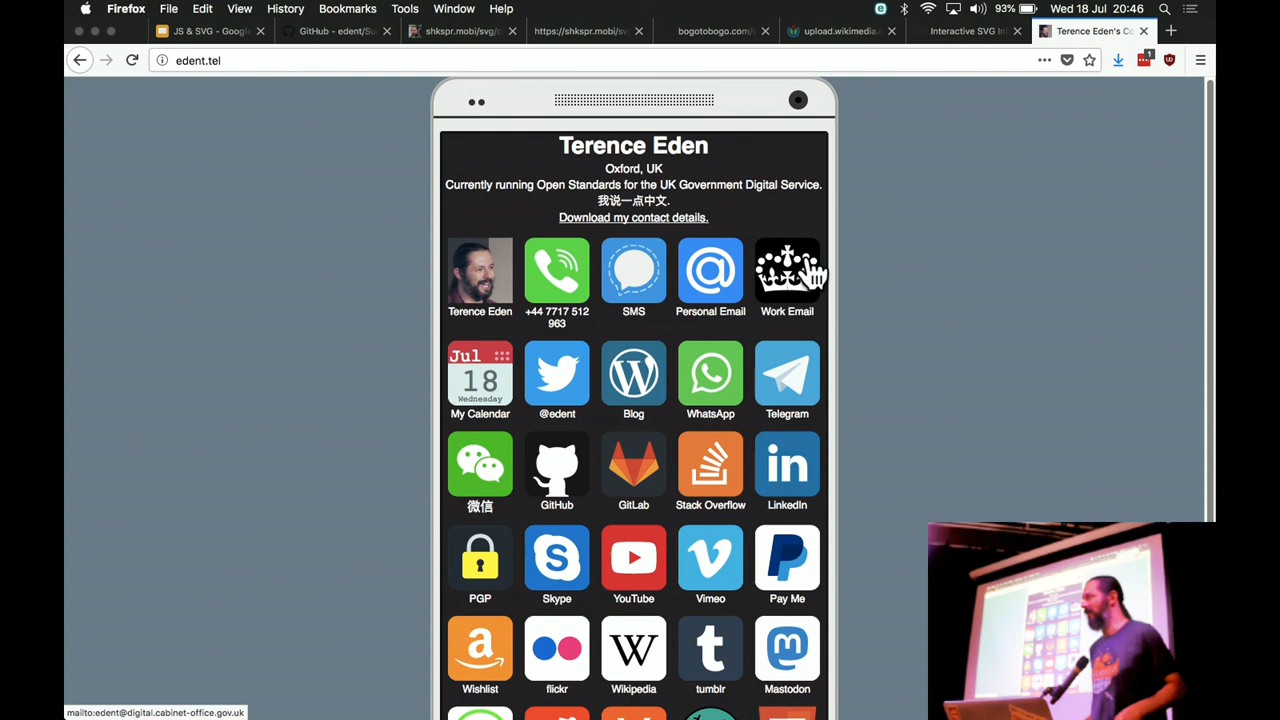 Firefox File Edit View History Bookmarks Tools Window Help
93% Wed 18 Jul 20:46
JS & SVG - Google
GitHub - edent/Su
shkspr.mobi/svg/c
https://shkspr.mobi/sv
bogotobogo.com/s
upload.wikimedia.c
Interactive SVG In
Terence Eden's Co
edent.tel
1
Terence Eden
Oxford, UK
Currently running Open Standards for the UK Government Digital Service.
我说一点中文.
Download my contact details.
Terence Eden
+44 7717 512
963
SMS
Personal Email
Work Email
Jul
18
Wednesday
My Calendar
@edent
Blog
WhatsApp
Telegram
微信
GitHub
GitLab
Stack Overflow
in
LinkedIn
PGP
Skype
YouTube
Vimeo
Pay Me
Wishlist
flickr
Wikipedia
tumblr
Mastodon
mailto:edent@digital.cabinet-office.gov.uk